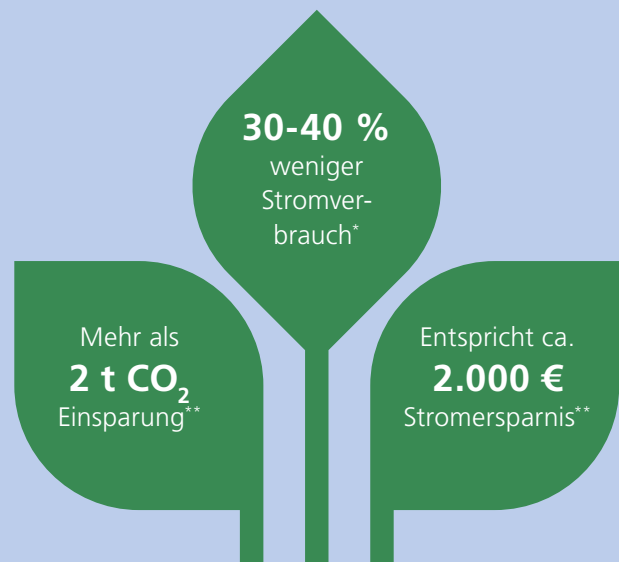 30-40 %
weniger
Stromver-
brauch*
Mehr als
2 t CO₂
Einsparung**
Entspricht ca.
2.000 €
Stromersparnis**